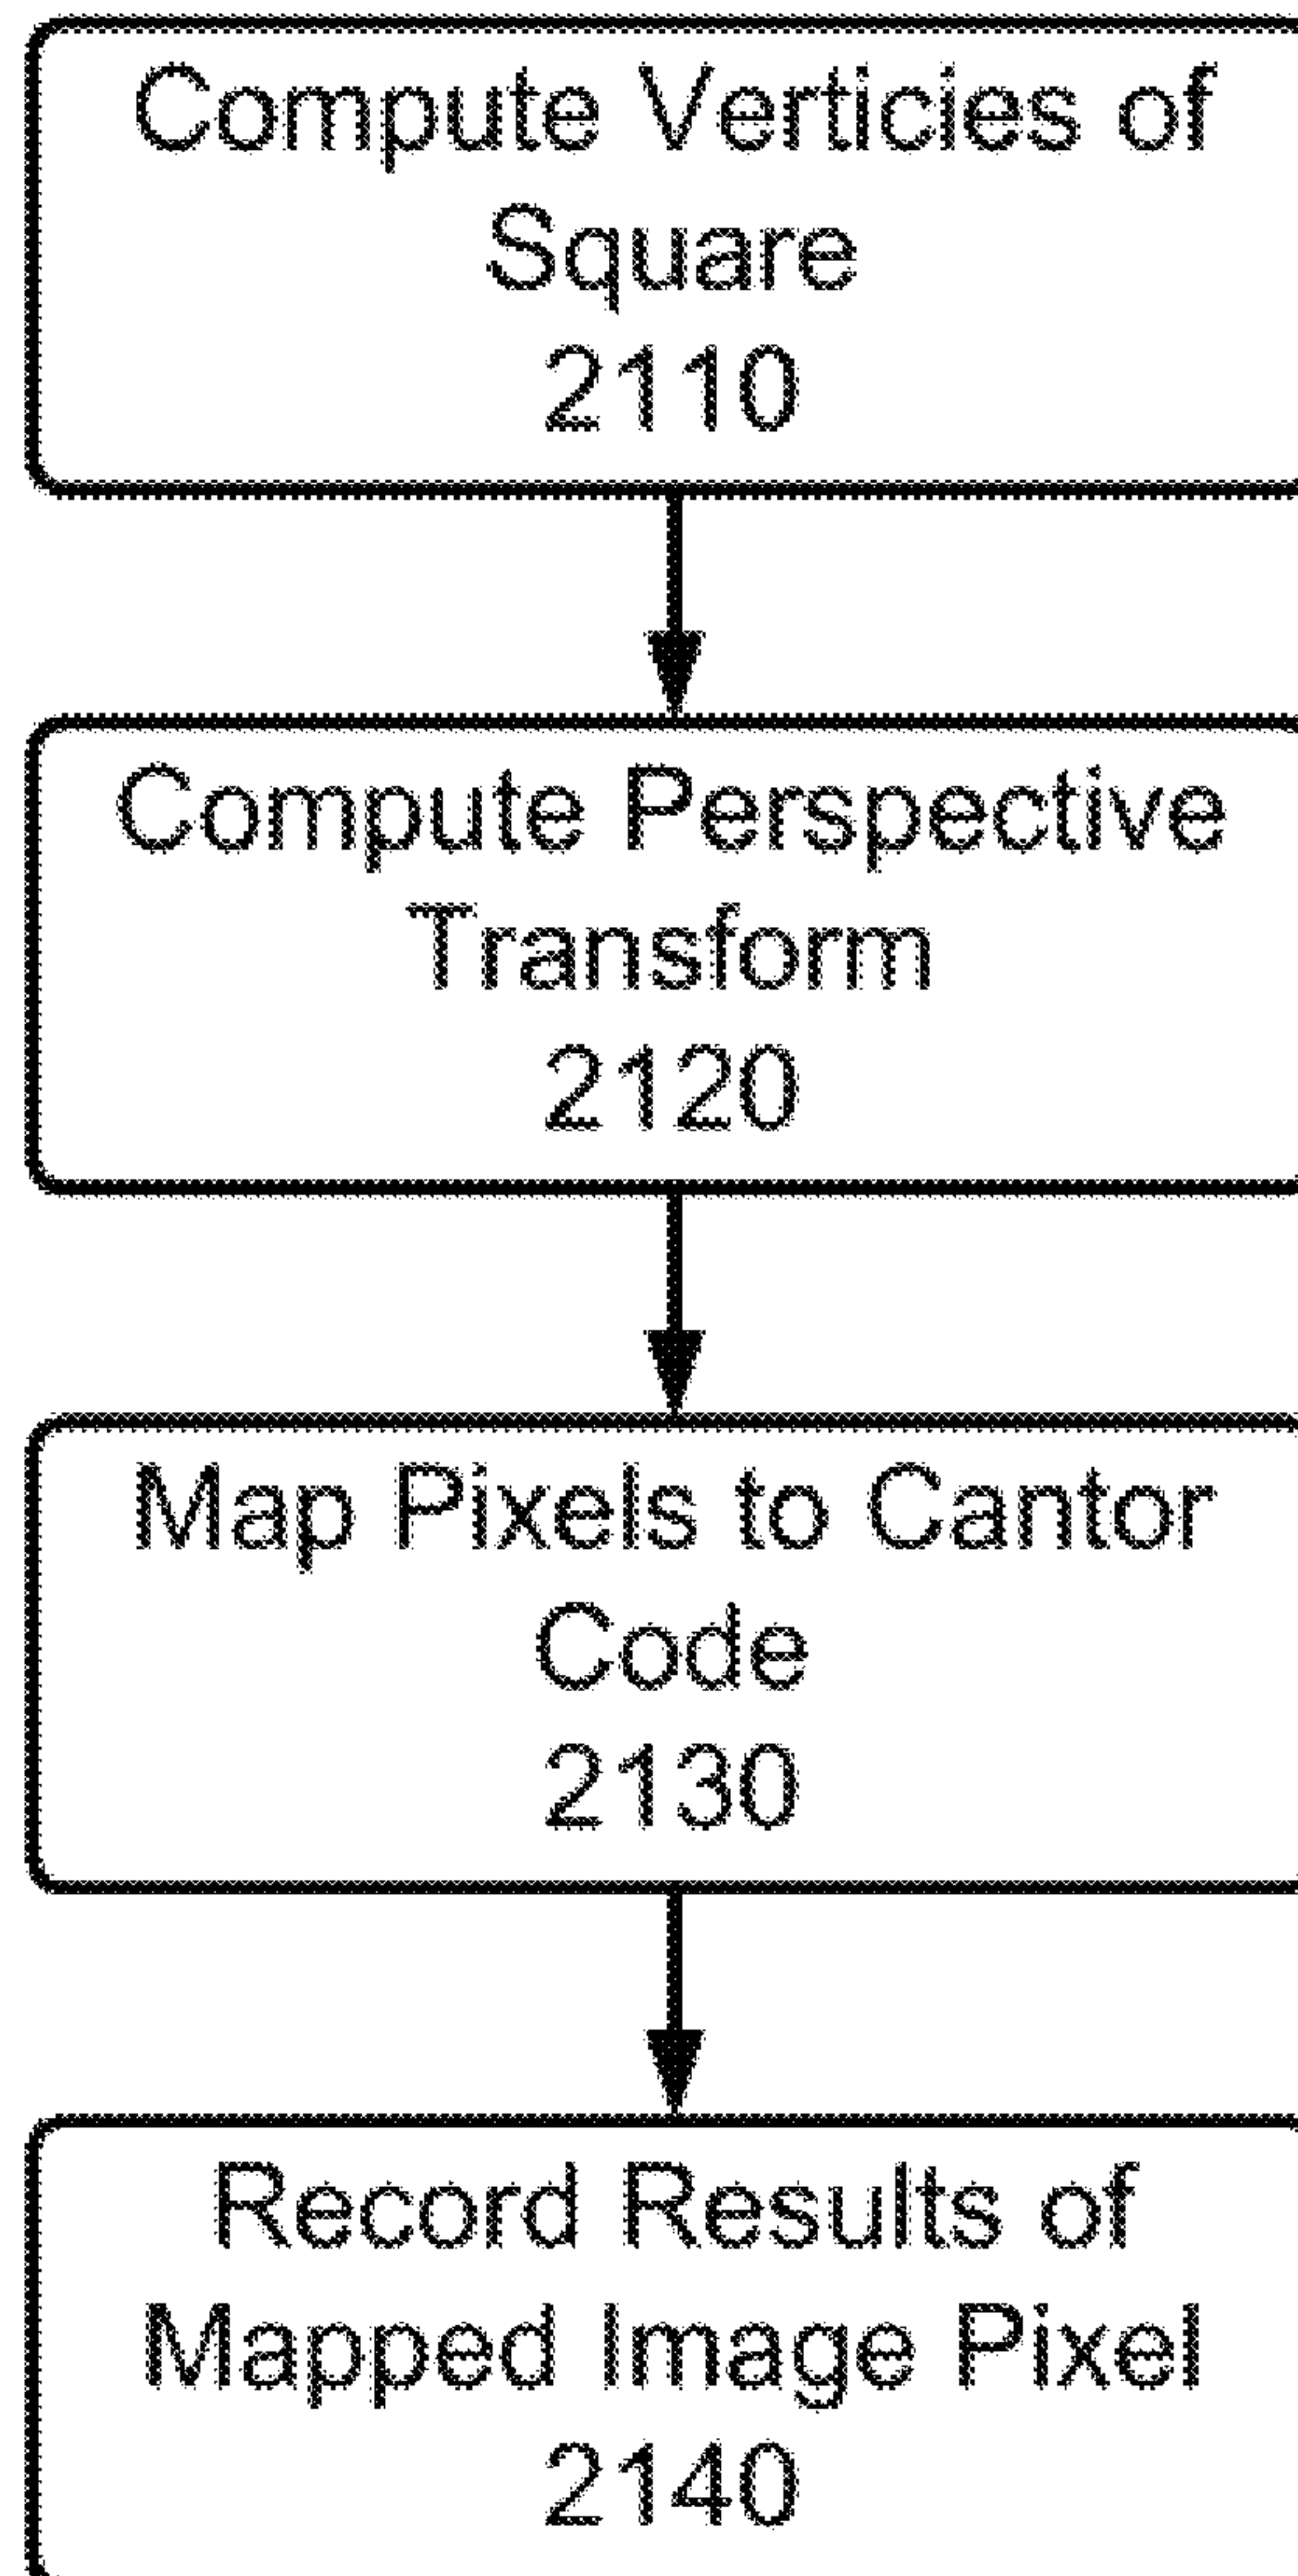 Compute Verticies of
Square
2110
Compute Perspective
Transform
2120
Map Pixels to Cantor
Code
2130
Record Results of
Mapped Image Pixel
2140